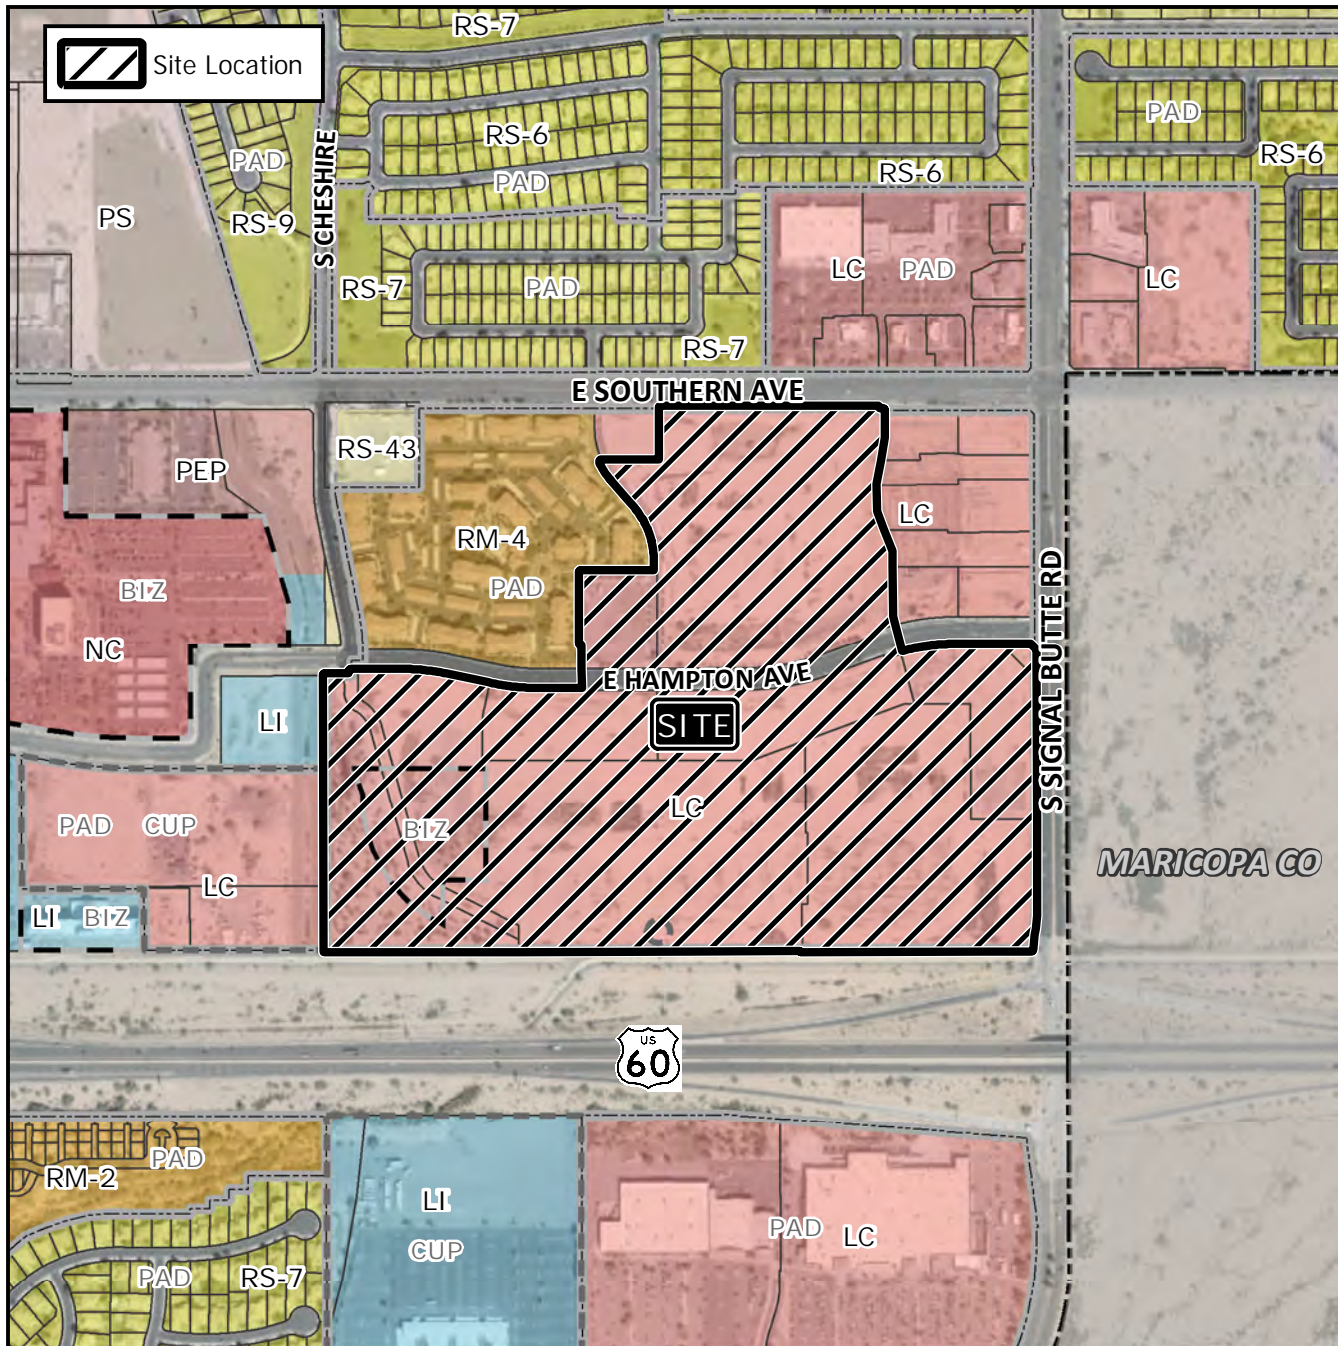 RS-7
Site Location
PAD
PAD
RS-6
S CHESHIRE
RS-6
PAD
PAD
RS-6
PS
RS-9
RS-7
PAD
LC
PAD
LC
RS-7
E SOUTHERN AVE
RS-43
PEP
LC
RM-4
PAD
BIZ
NC
S SIGNAL BUTTE RD
E HAMPTON AVE
LI
SITE
LC
BIZ
PAD
CUP
LC
MARICOPA CO
LI
BIZ
US
60
PAD
RM-2
LI
CUP
PAD
LC
PAD
RS-7